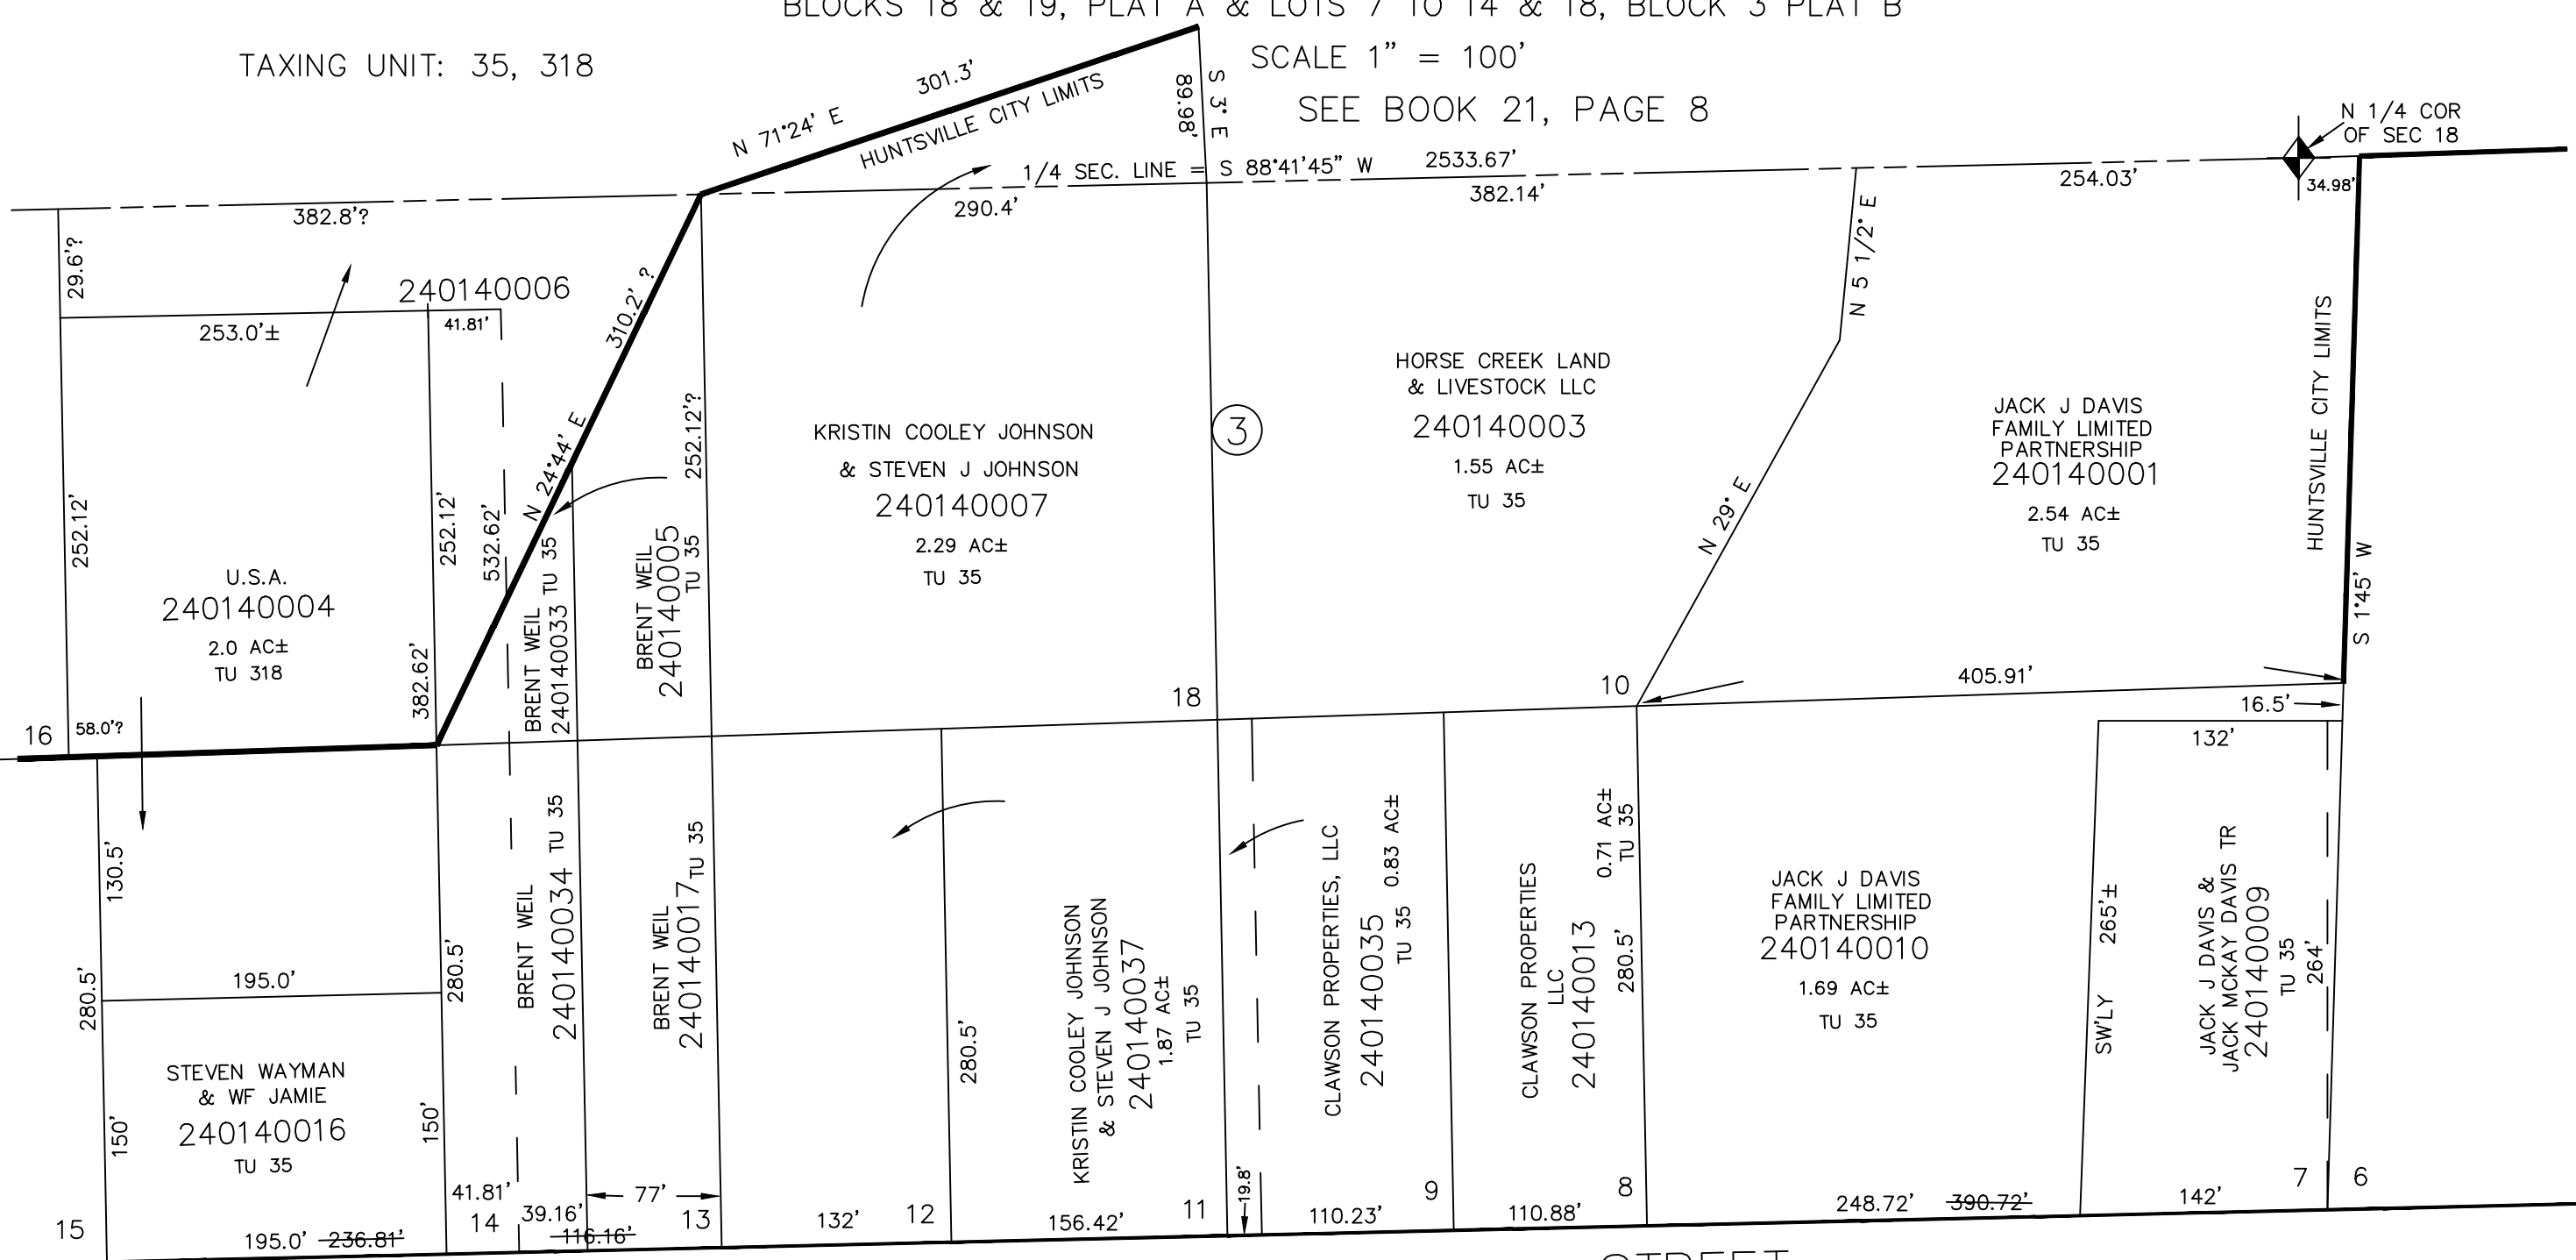 BLOCKS 18 & 19, PLAT A & LOTS 7 TO 14 & 18, BLOCK 3 PLAT B
TAXING UNIT: 35, 318
SCALE 1” = 100'
SEE BOOK 21, PAGE 8
N 71°24' E
301.3'
HUNTSVILLE CITY LIMITS
89.98'
S 3° E
N 1/4 COR
OF SEC 18
1/4 SEC. LINE = S 88°41'45” W
2533.67'
382.8'?
290.4'
382.14'
254.03'
34.98'
29.6'?
240140006
253.0'±
41.81'
310.2' ?
N 24°44' E
N 5 1/2° E
N 29° E
HUNTSVILLE CITY LIMITS
S 1°45' W
252.12'
U.S.A.
240140004
2.0 AC±
TU 318
252.12'
532.62'
382.62'
BRENT WEIL
240140033 TU 35
252.12'?
BRENT WEIL
240140005
TU 35
KRISTIN COOLEY JOHNSON
& STEVEN J JOHNSON
240140007
2.29 AC±
TU 35
3
HORSE CREEK LAND
& LIVESTOCK LLC
240140003
1.55 AC±
TU 35
JACK J DAVIS
FAMILY LIMITED
PARTNERSHIP
240140001
2.54 AC±
TU 35
16
58.0'?
18
10
405.91'
16.5'
132'
130.5'
280.5'
195.0'
150'
STEVEN WAYMAN
& WF JAMIE
240140016
TU 35
280.5'
150'
BRENT WEIL
240140034 TU 35
BRENT WEIL
240140017 TU 35
280.5'
KRISTIN COOLEY JOHNSON
& STEVEN J JOHNSON
240140037
1.87 AC±
TU 35
CLAWSON PROPERTIES, LLC
240140035
TU 35 0.83 AC±
CLAWSON PROPERTIES
LLC
240140013
0.71 AC±
TU 35
280.5'
JACK J DAVIS
FAMILY LIMITED
PARTNERSHIP
240140010
1.69 AC±
TU 35
SW'LY 265'±
JACK J DAVIS &
JACK MCKAY DAVIS TR
240140009
TU 35
264'
15
195.0' 236.81'
41.81'
14
39.16'
116.16'
77'
13
132'
12
156.42'
11
19.8'
110.23'
9
110.88'
8
248.72' 390.72'
142'
7
6
STREET